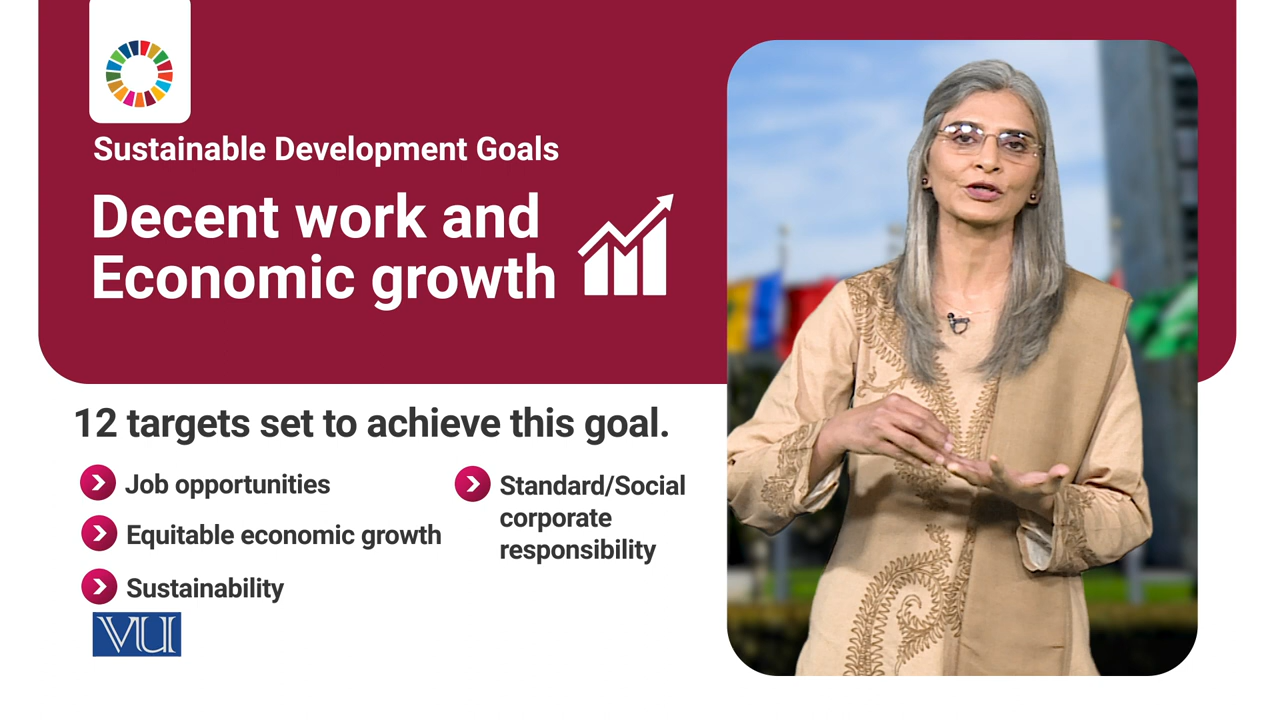 Sustainable Development Goals
Decent work and
Economic growth
12 targets set to achieve this goal.
Job opportunities
Equitable economic growth
Sustainability
Standard/Social
corporate
responsibility
VU